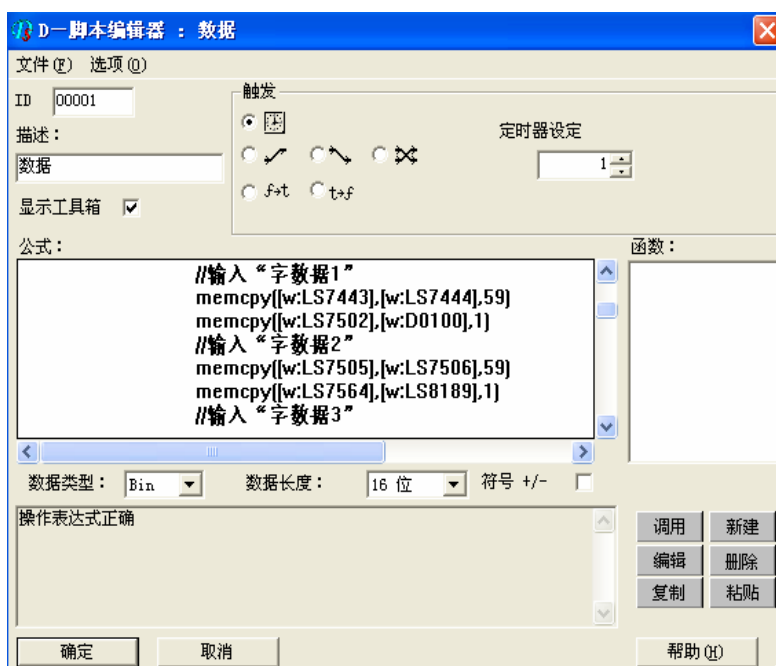 D－脚本编辑器 : 数据
文件(F) 选项(O)
ID 00001
触发
描述：
定时器设定
数据
1
f→t t→f
显示工具箱
公式：
函数：
//输入“字数据1”
memcpy([w:LS7443],[w:LS7444],59)
memcpy([w:LS7502],[w:D0100],1)
//输入“字数据2”
memcpy([w:LS7505],[w:LS7506],59)
memcpy([w:LS7564],[w:LS8189],1)
//输入“字数据3”
数据类型： Bin 数据长度： 16 位 符号 +/-
操作表达式正确
调用 新建
编辑 删除
复制 粘贴
确定 取消 帮助(H)